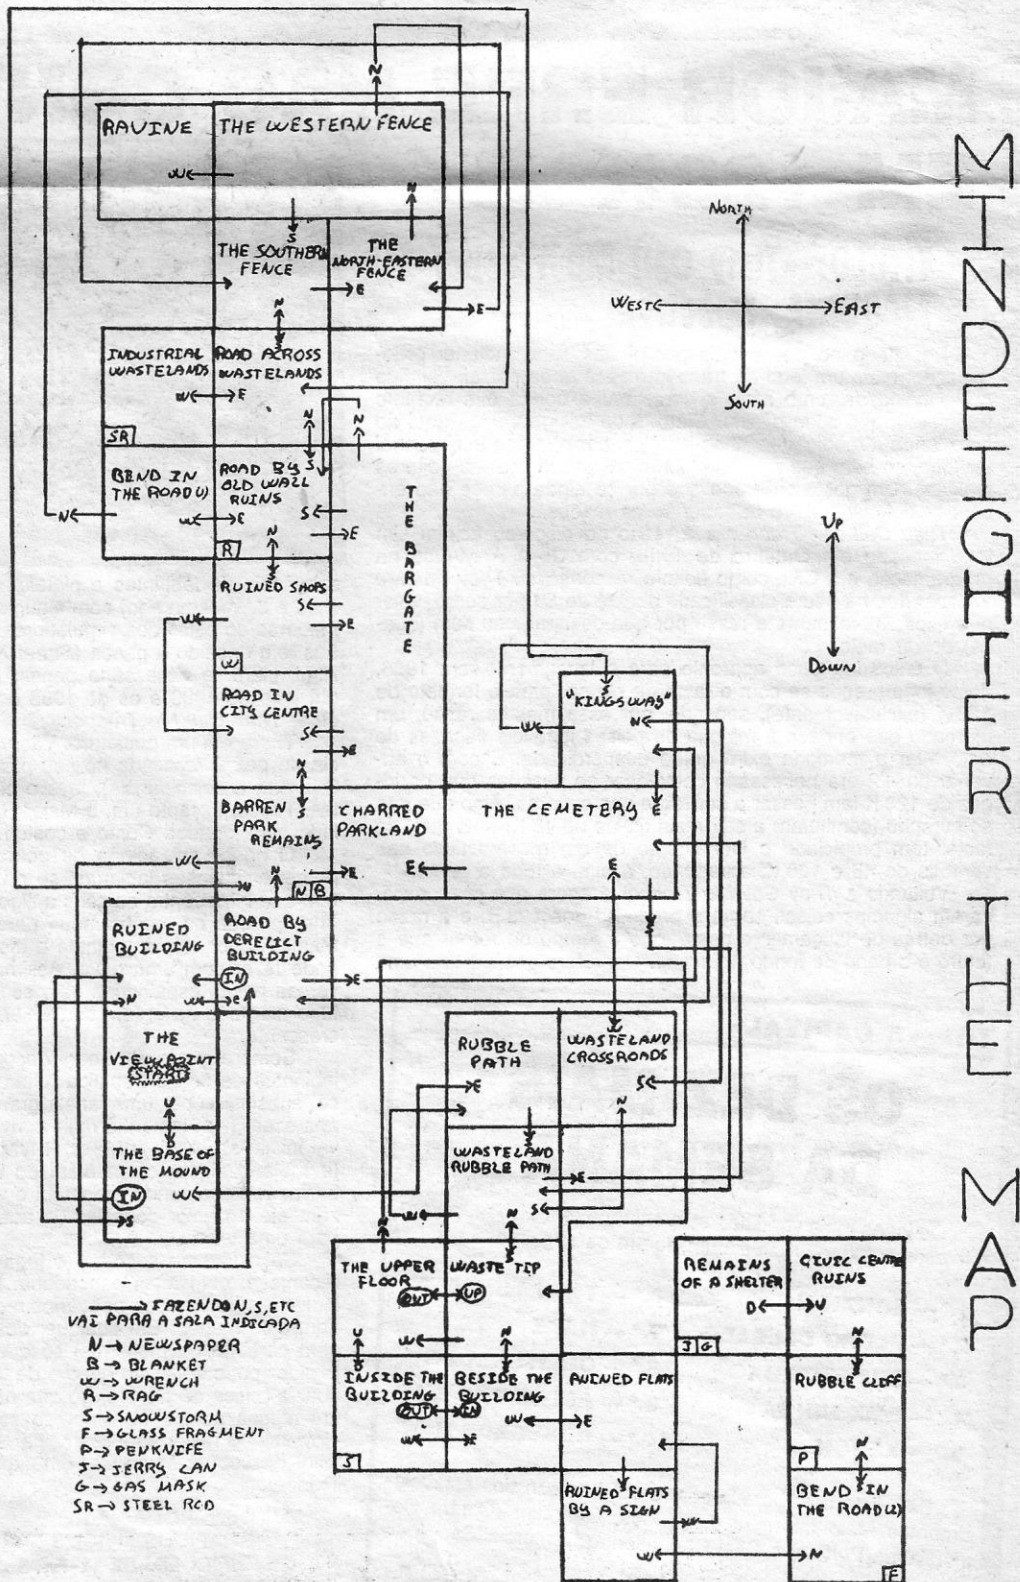 MINDFIGHTER THE MAP
NORTH
WEST
EAST
SOUTH
UP
DOWN
RAVINE
THE WESTERN FENCE
N
W
S
N
THE SOUTHERN
FENCE
E
THE
NORTH-EASTERN
FENCE
E
N
S
INDUSTRIAL
WASTELANDS
W
E
SR
ROAD ACROSS
WASTELANDS
N
S
N
BEND IN
THE ROAD(1)
N
W
E
ROAD BY
OLD WALL
RUINS
S
E
R
N
S
THE BARGATE
RUINED SHOPS
W
S
E
W
ROAD IN
CITY CENTRE
S
E
N
S
"KINGSWAY"
S
W
N
E
BARREN
PARK
REMAINS
W
E
N
N B
N
CHARRED
PARKLAND
E
THE CEMETERY
E
S
RUINED
BUILDING
N
ROAD BY
DERELICT
BUILDING
IN
E
W
E
THE
VIEWPOINT
START
U
D
THE BASE OF
THE MOUND
IN
W
S
RUBBLE
PATH
E
WASTELAND
CROSSROADS
W
S
N
S
WASTELAND
RUBBLE PATH
E
S
W
N
S
N
THE UPPER
FLOOR
OUT
W
WASTE TIP
UP
U
D
N
S
INSIDE THE
BUILDING
OUT
W
J
BESIDE THE
BUILDING
IN
E
W
RUINED FLATS
E
S
RUINED FLATS
BY A SIGN
W
W
REMAINS
OF A SHELTER
D
J G
CIVIC CENTRE
RUINS
U
N
S
RUBBLE CLIFF
P
N
S
BEND IN
THE ROAD(2)
N
F
FAZENDO N, S, ETC
VAI PARA A SALA INDICADA
N → NEWSPAPER
B → BLANKET
W → WRENCH
R → RAG
S → SNOWSTORM
F → GLASS FRAGMENT
P → PENKNIFE
J → JERRY CAN
G → GAS MASK
SR → STEEL ROD